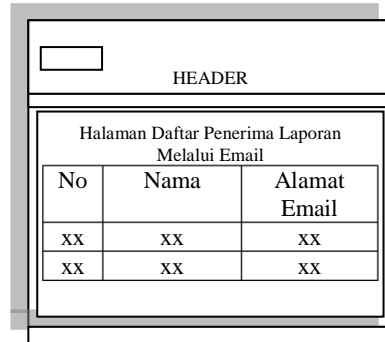 HEADER
Halaman Daftar Penerima Laporan
Melalui Email
No Nama Alamat
Email
xx xx xx
xx xx xx